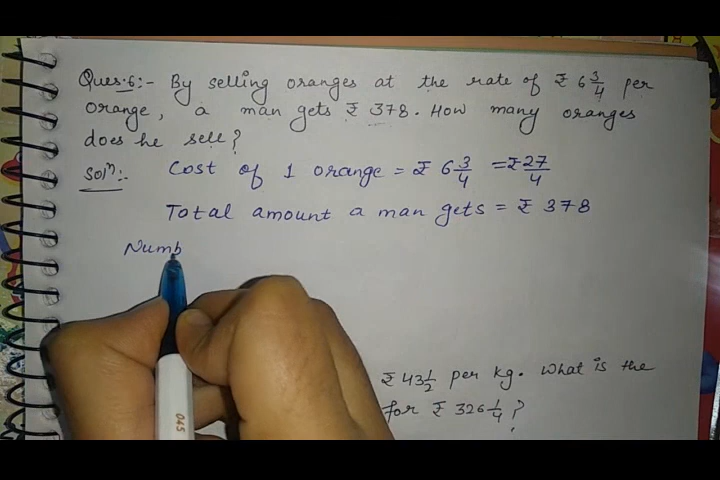 Ques.6:- By selling oranges at the rate of ₹ 6 3/4 per
orange, a man gets ₹ 378. How many oranges
does he sell?
Solⁿ:- Cost of 1 orange = ₹ 6 3/4 = ₹ 27/4
Total amount a man gets = ₹ 378
Numb
₹ 43 1/2 per kg. What is the
for ₹ 326 1/4 ?
045